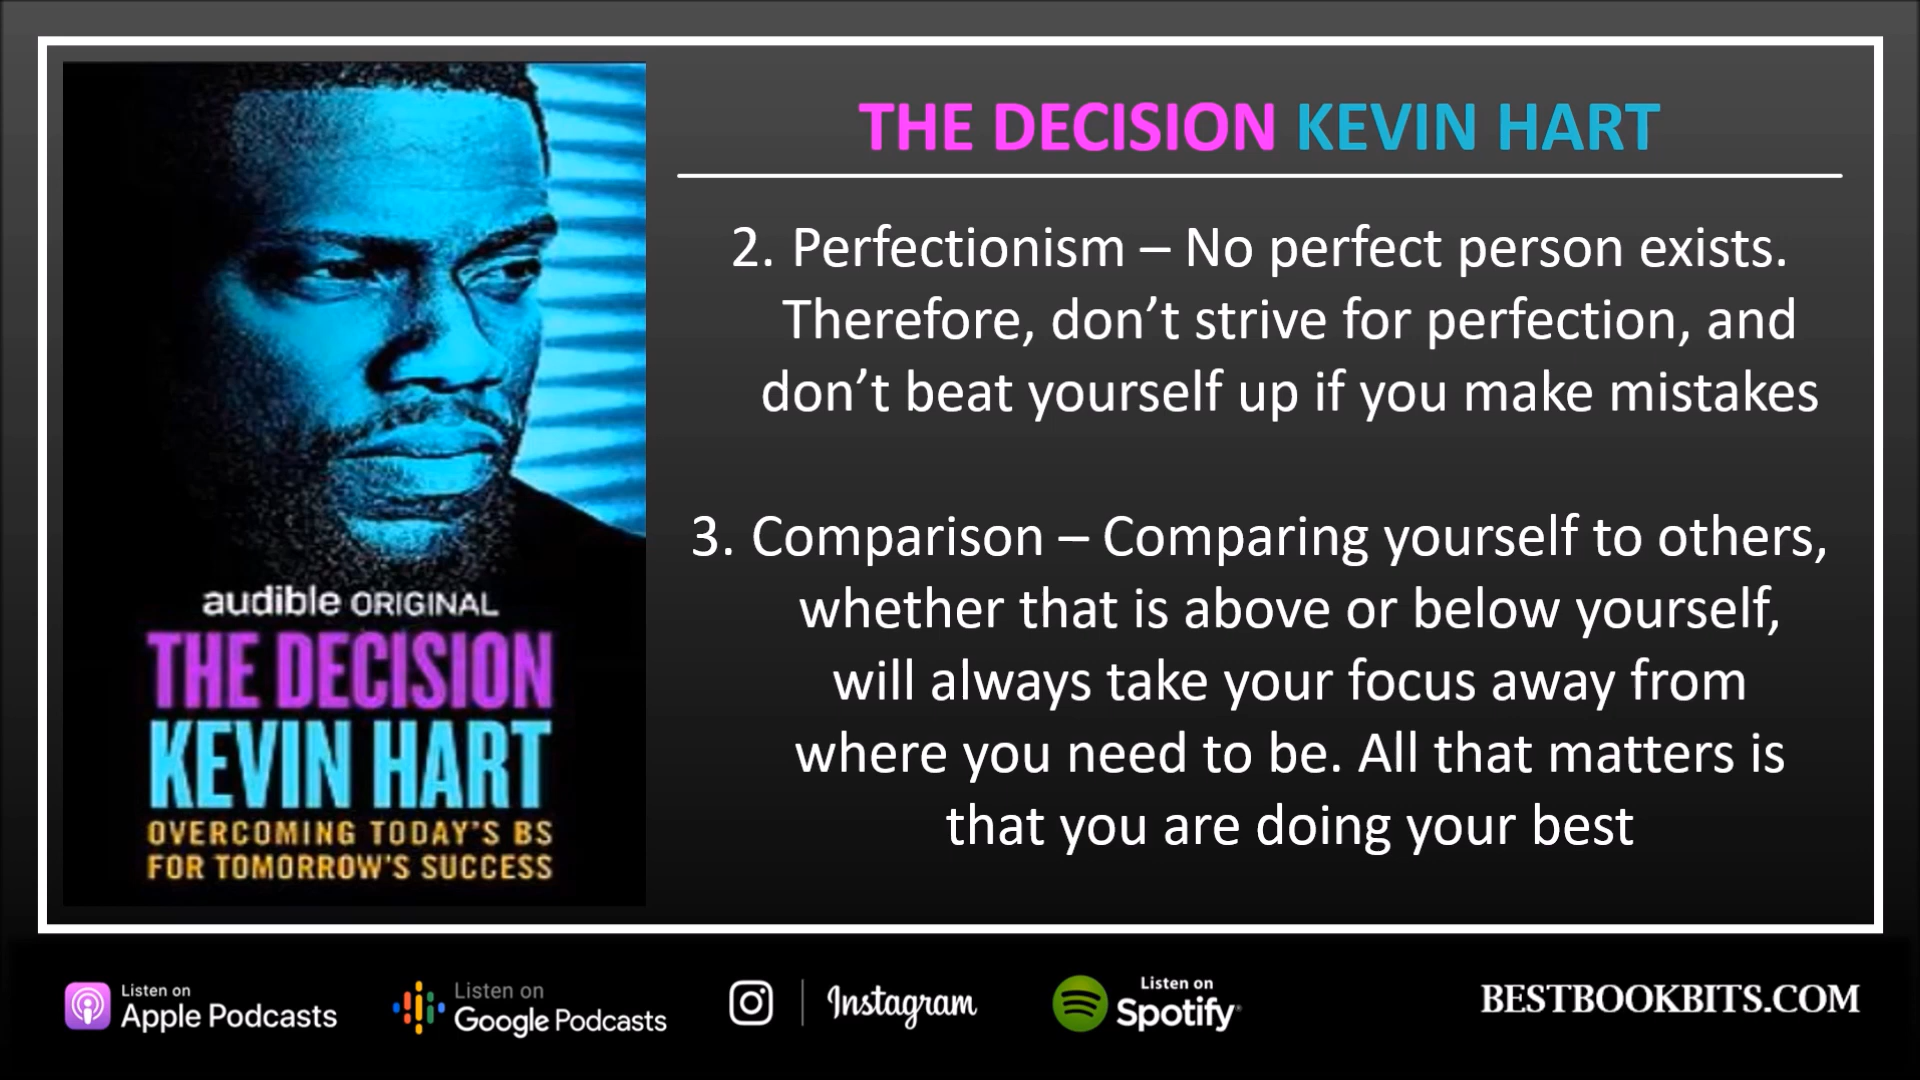 THE DECISION KEVIN HART
2. Perfectionism – No perfect person exists.
Therefore, don’t strive for perfection, and
don’t beat yourself up if you make mistakes
3. Comparison – Comparing yourself to others,
whether that is above or below yourself,
will always take your focus away from
where you need to be. All that matters is
that you are doing your best
audible ORIGINAL
THE DECISION
KEVIN HART
OVERCOMING TODAY'S BS
FOR TOMORROW'S SUCCESS
Listen on
Apple Podcasts
Listen on
Google Podcasts
Instagram
Listen on
Spotify
BESTBOOKBITS.COM